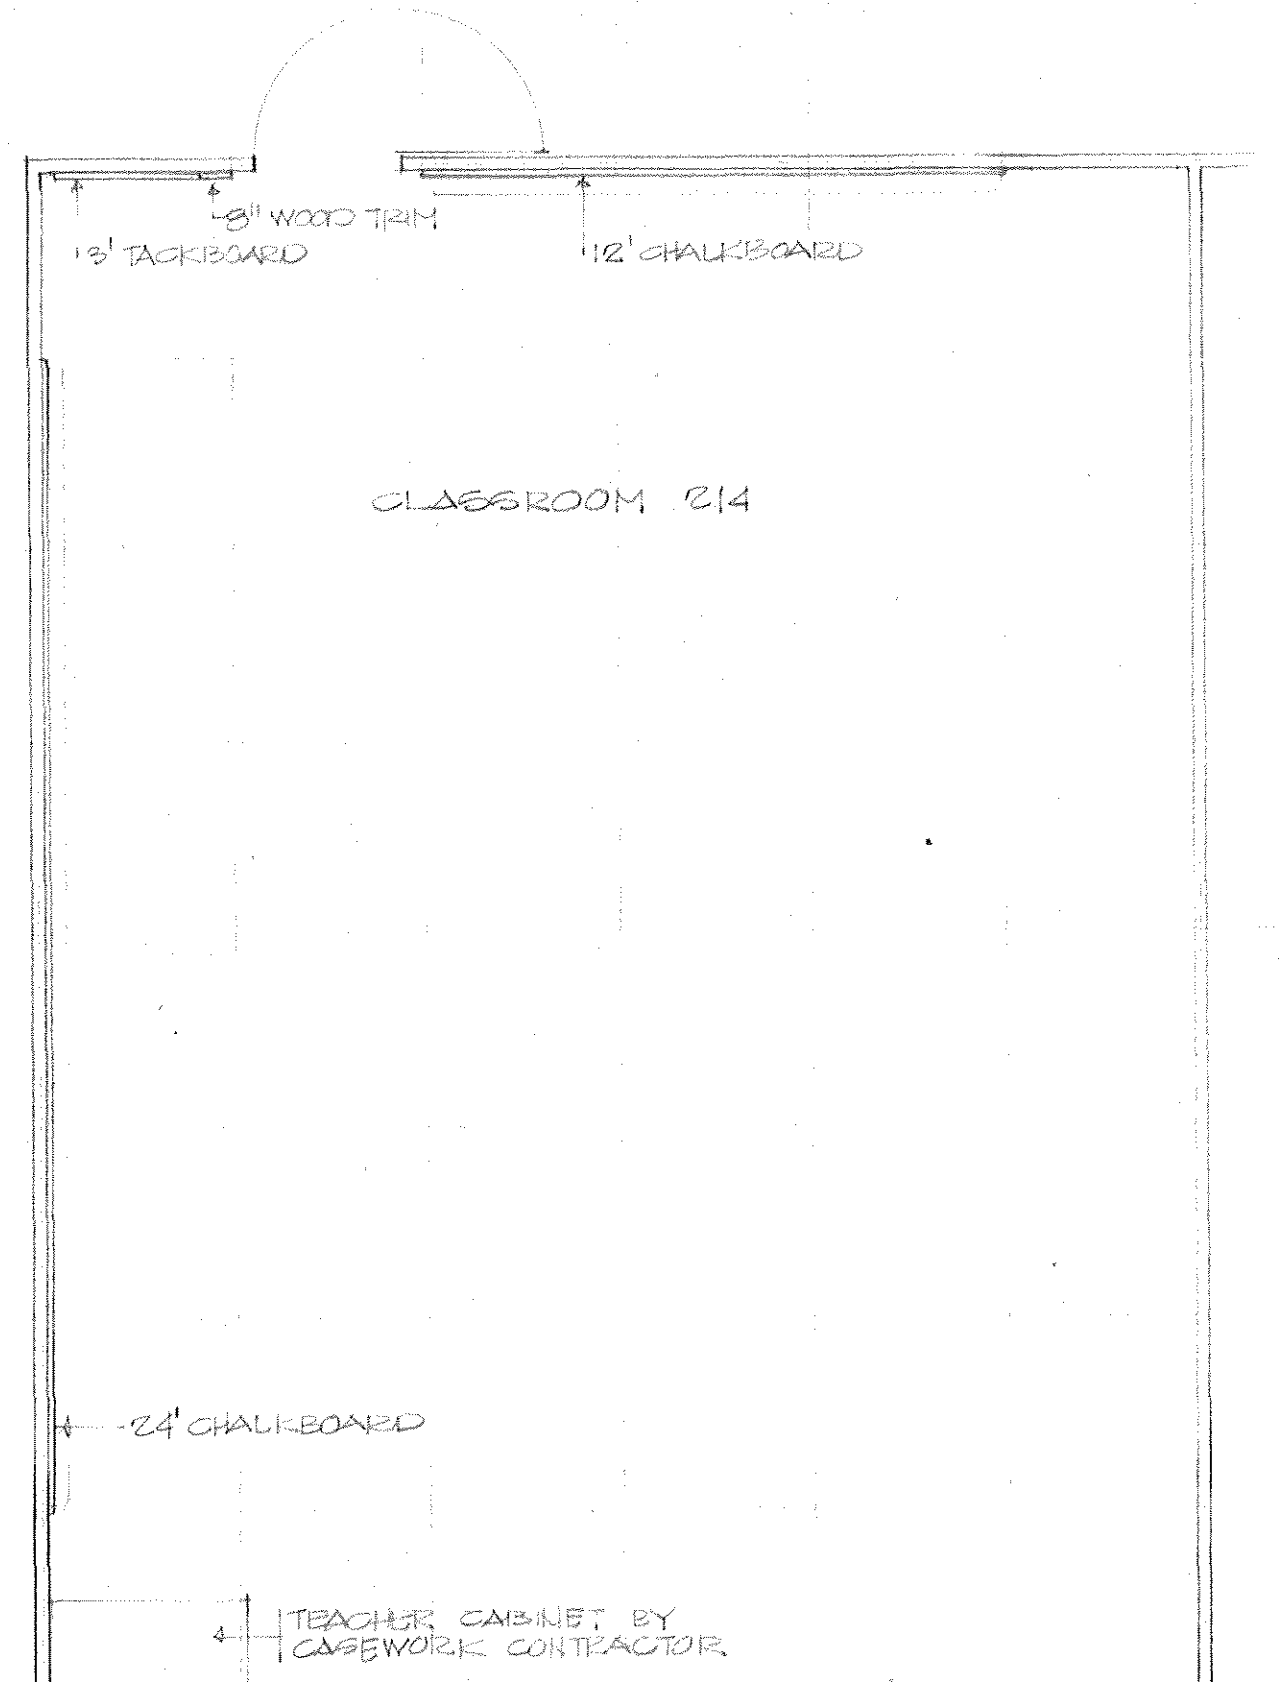 8" WOOD TRIM
3' TACKBOARD
12' CHALKBOARD
CLASSROOM 214
24' CHALKBOARD
TEACHER CABINET BY
CASEWORK CONTRACTOR